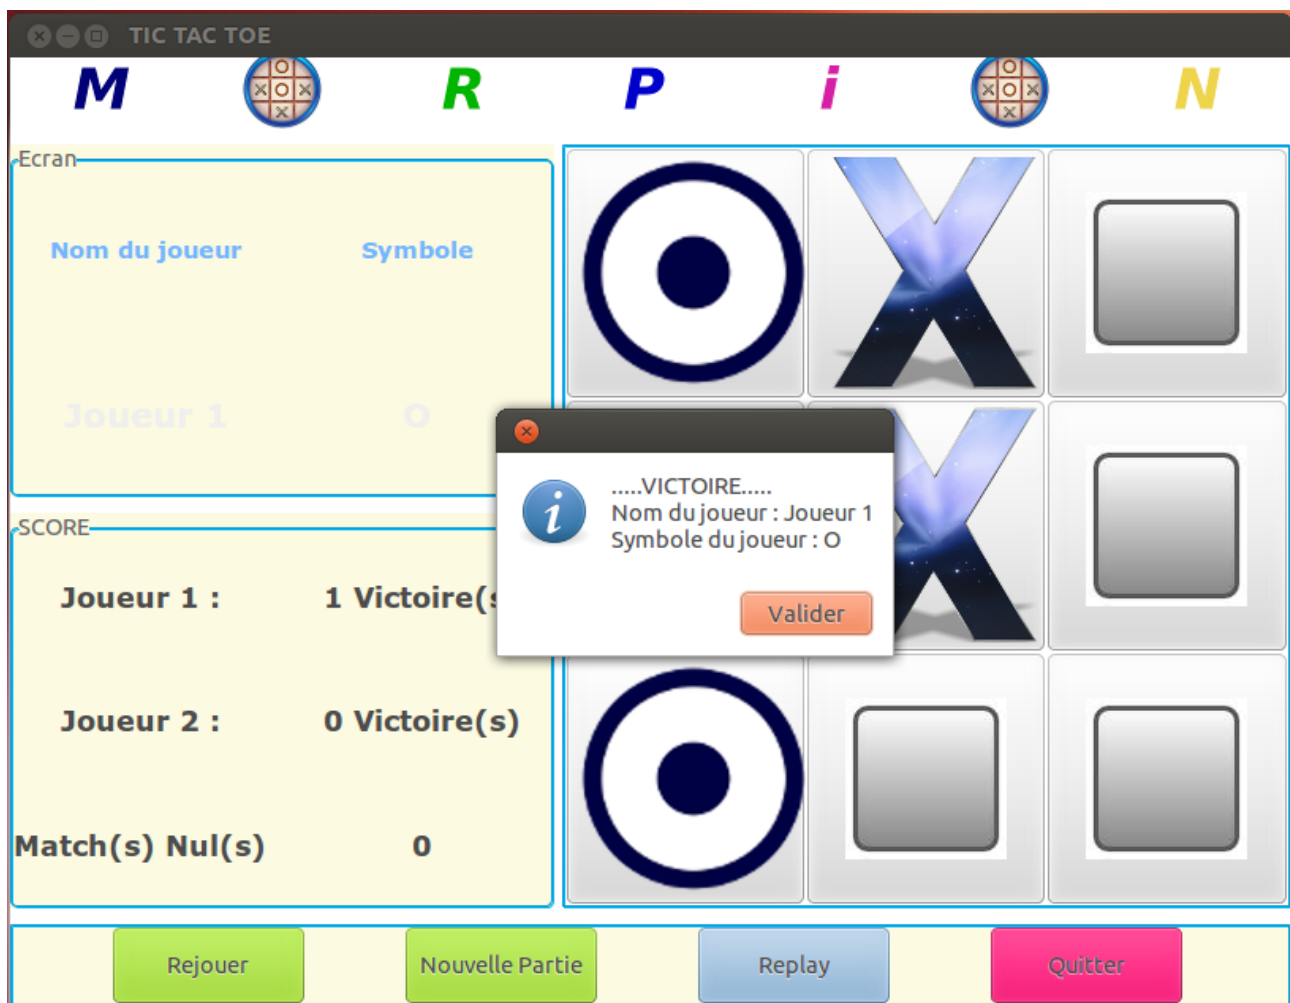 TIC TAC TOE
M R P i N
Ecran
Nom du joueur Symbole
Joueur 1 O
SCORE
Joueur 1 : 1 Victoire(s
Joueur 2 : 0 Victoire(s)
Match(s) Nul(s) 0
.....VICTOIRE.....
Nom du joueur : Joueur 1
Symbole du joueur : O
Valider
Rejouer Nouvelle Partie Replay Quitter